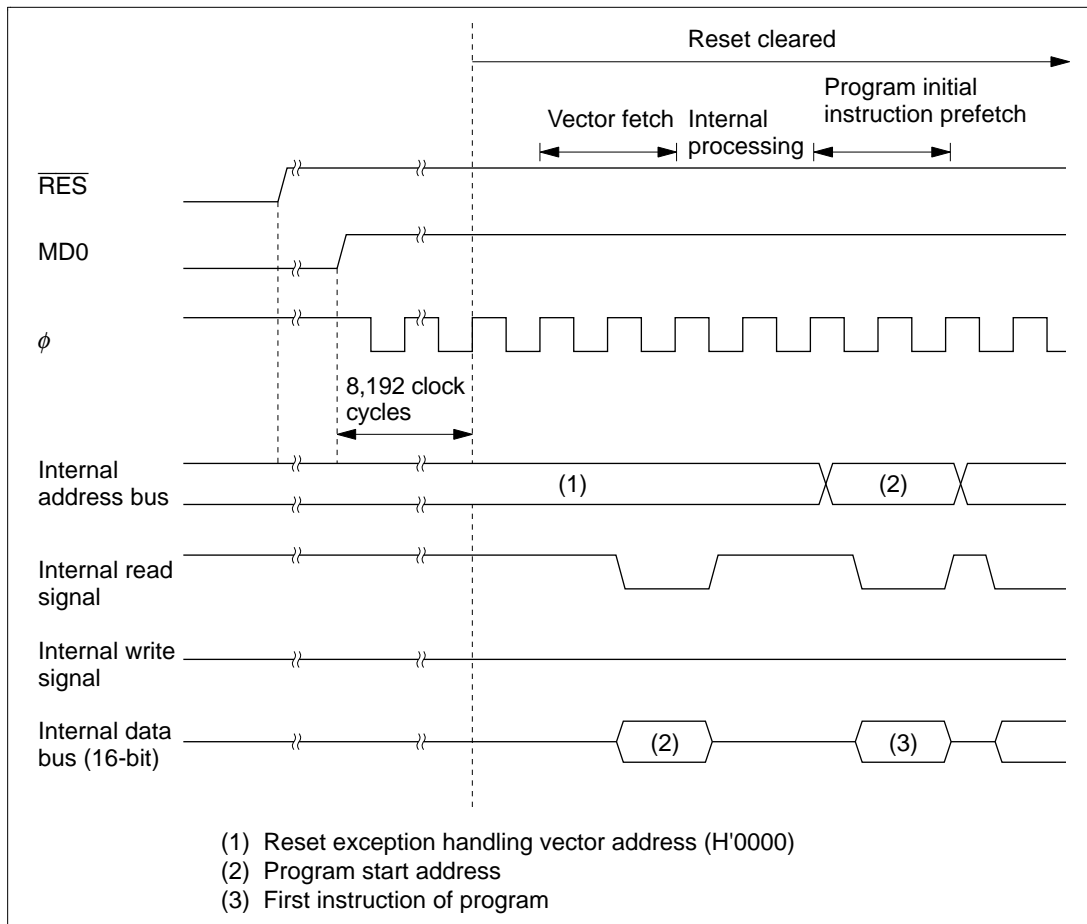 Reset cleared
Program initial
instruction prefetch
Vector fetch
Internal
processing
RES
MD0
ϕ
8,192 clock
cycles
Internal
address bus
(1)
(2)
Internal read
signal
Internal write
signal
Internal data
bus (16-bit)
(2)
(3)
(1) Reset exception handling vector address (H'0000)
(2) Program start address
(3) First instruction of program